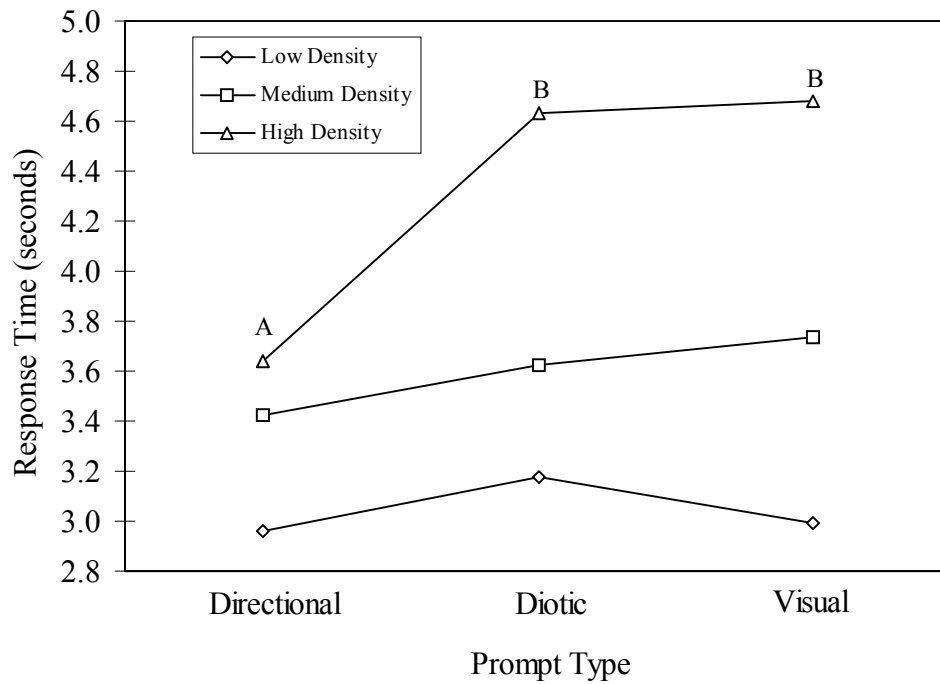 5.0
4.8
4.6
4.4
4.2
4.0
3.8
3.6
3.4
3.2
3.0
2.8
Response Time (seconds)
Low Density
Medium Density
High Density
A
B
B
Directional Diotic Visual
Prompt Type